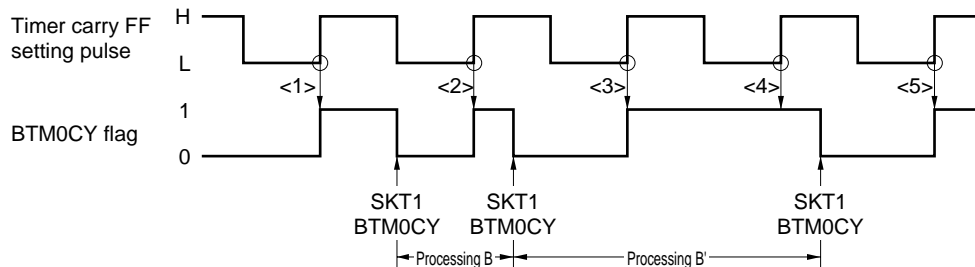 Timer carry FF
setting pulse
H
L
<1>
<2>
<3>
<4>
<5>
BTM0CY flag
1
0
SKT1
BTM0CY
SKT1
BTM0CY
SKT1
BTM0CY
Processing B
Processing B'